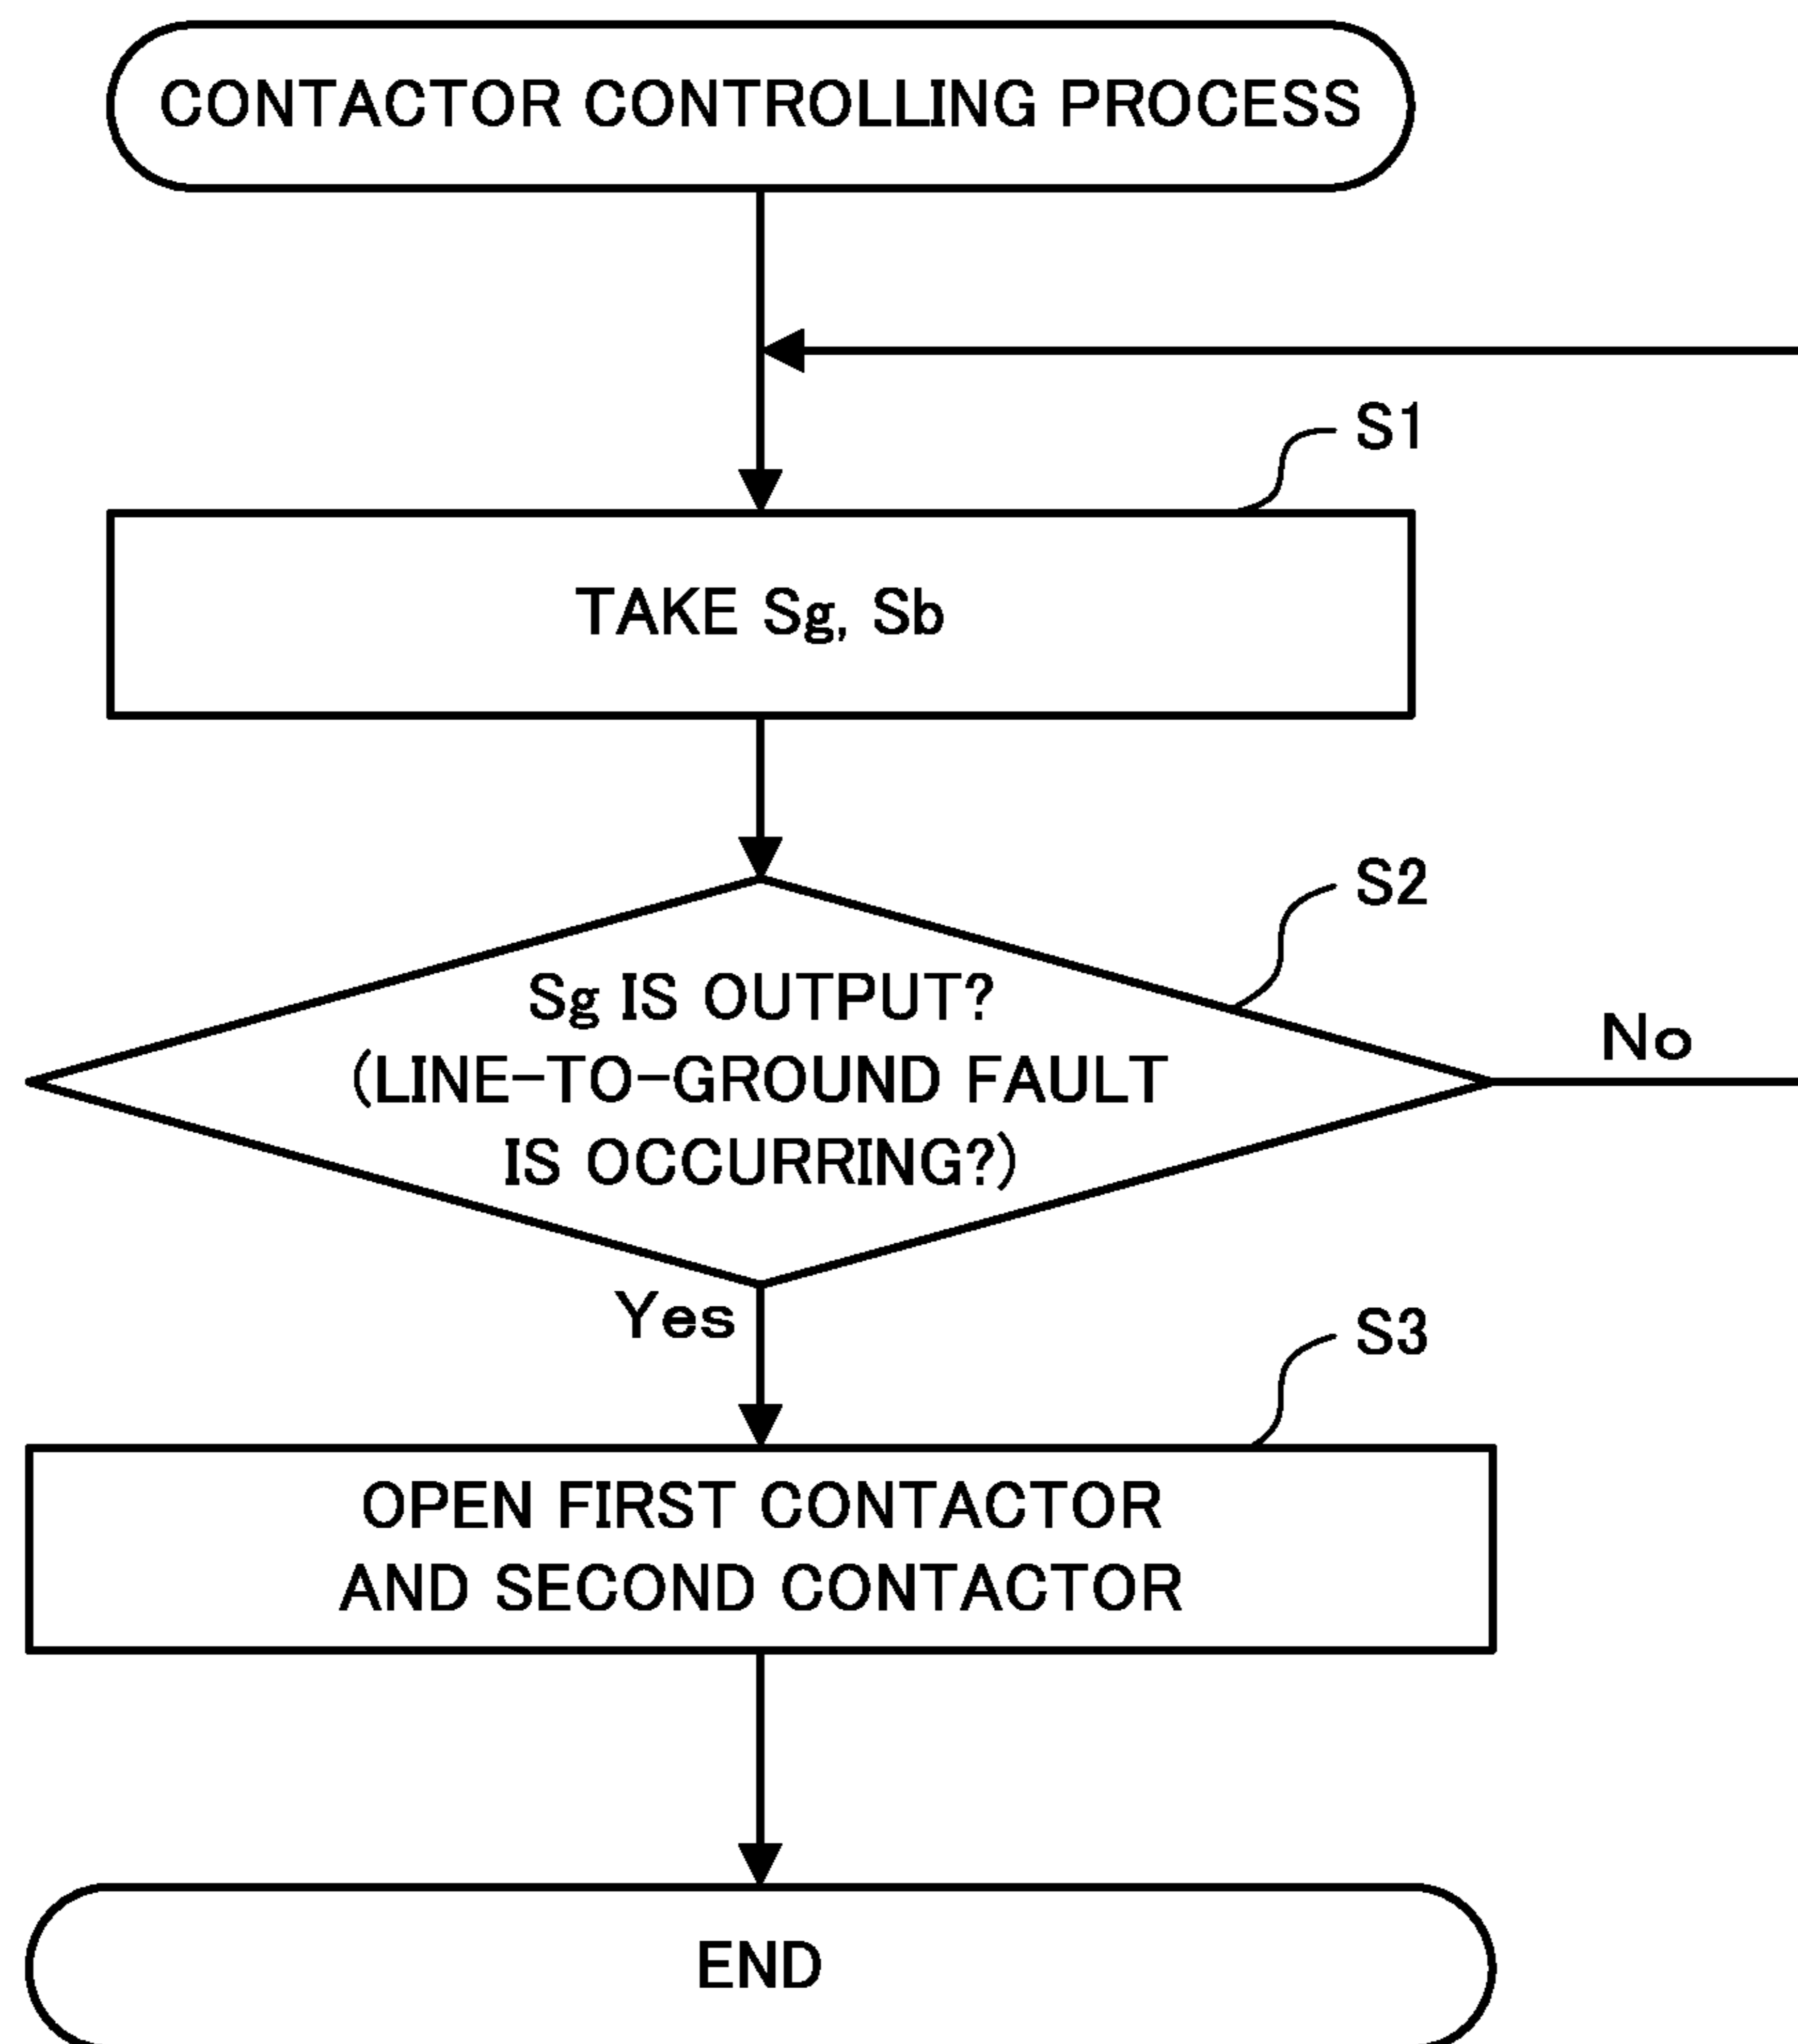 CONTACTOR CONTROLLING PROCESS
S1
TAKE Sg, Sb
S2
Sg IS OUTPUT?
(LINE-TO-GROUND FAULT
IS OCCURRING?)
No
Yes
S3
OPEN FIRST CONTACTOR
AND SECOND CONTACTOR
END